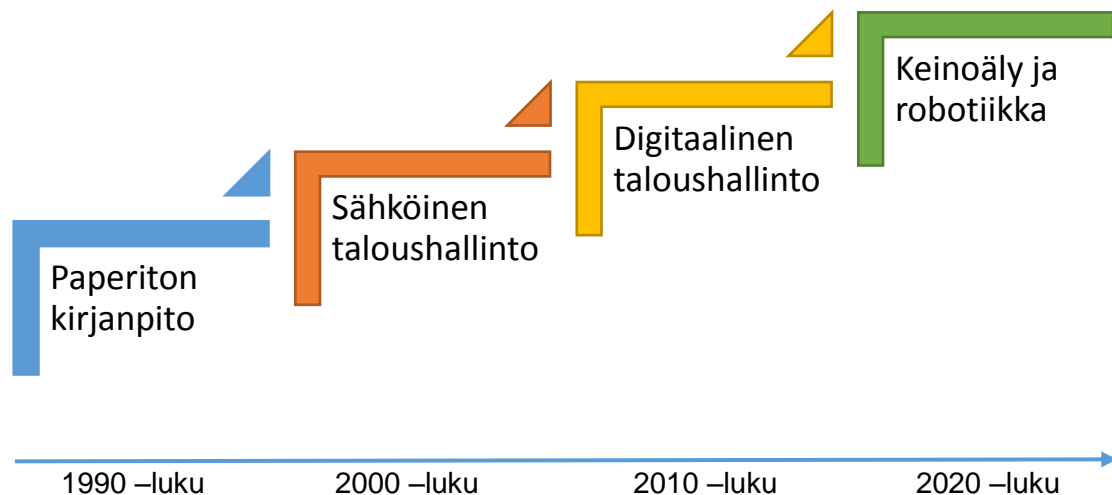 Paperiton
kirjanpito
Sähköinen
taloushallinto
Digitaalinen
taloushallinto
Keinoäly ja
robotiikka
1990 –luku
2000 –luku
2010 –luku
2020 –luku